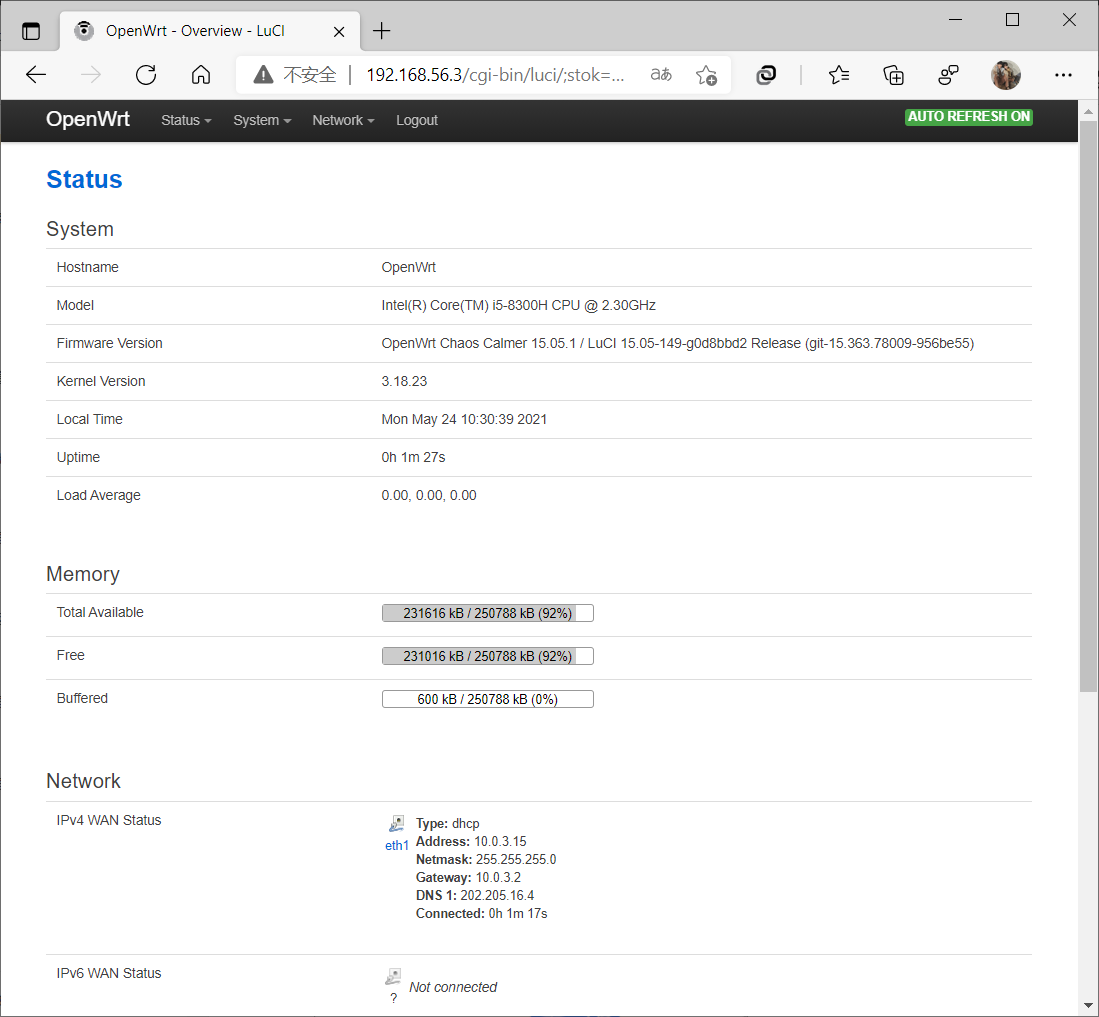 OpenWrt - Overview - LuCI
不安全 192.168.56.3/cgi-bin/luci/;stok=... aあ
OpenWrt Status System Network Logout AUTO REFRESH ON
Status
System
Hostname OpenWrt
Model Intel(R) Core(TM) i5-8300H CPU @ 2.30GHz
Firmware Version OpenWrt Chaos Calmer 15.05.1 / LuCI 15.05-149-g0d8bbd2 Release (git-15.363.78009-956be55)
Kernel Version 3.18.23
Local Time Mon May 24 10:30:39 2021
Uptime 0h 1m 27s
Load Average 0.00, 0.00, 0.00
Memory
Total Available 231616 kB / 250788 kB (92%)
Free 231016 kB / 250788 kB (92%)
Buffered 600 kB / 250788 kB (0%)
Network
IPv4 WAN Status Type: dhcp
Address: 10.0.3.15
eth1
Netmask: 255.255.255.0
Gateway: 10.0.3.2
DNS 1: 202.205.16.4
Connected: 0h 1m 17s
IPv6 WAN Status
? Not connected